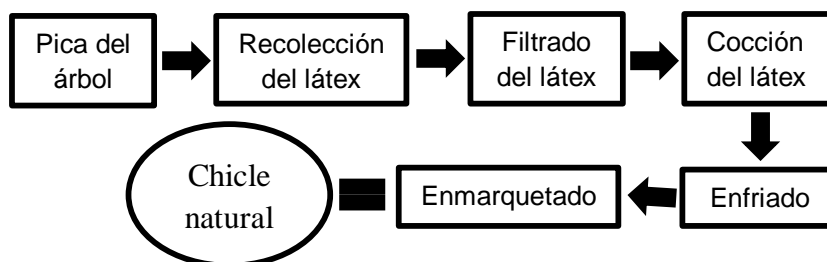 Pica del
árbol
Recolección
del látex
Filtrado
del látex
Cocción
del látex
Enfriado
Enmarquetado
Chicle
natural